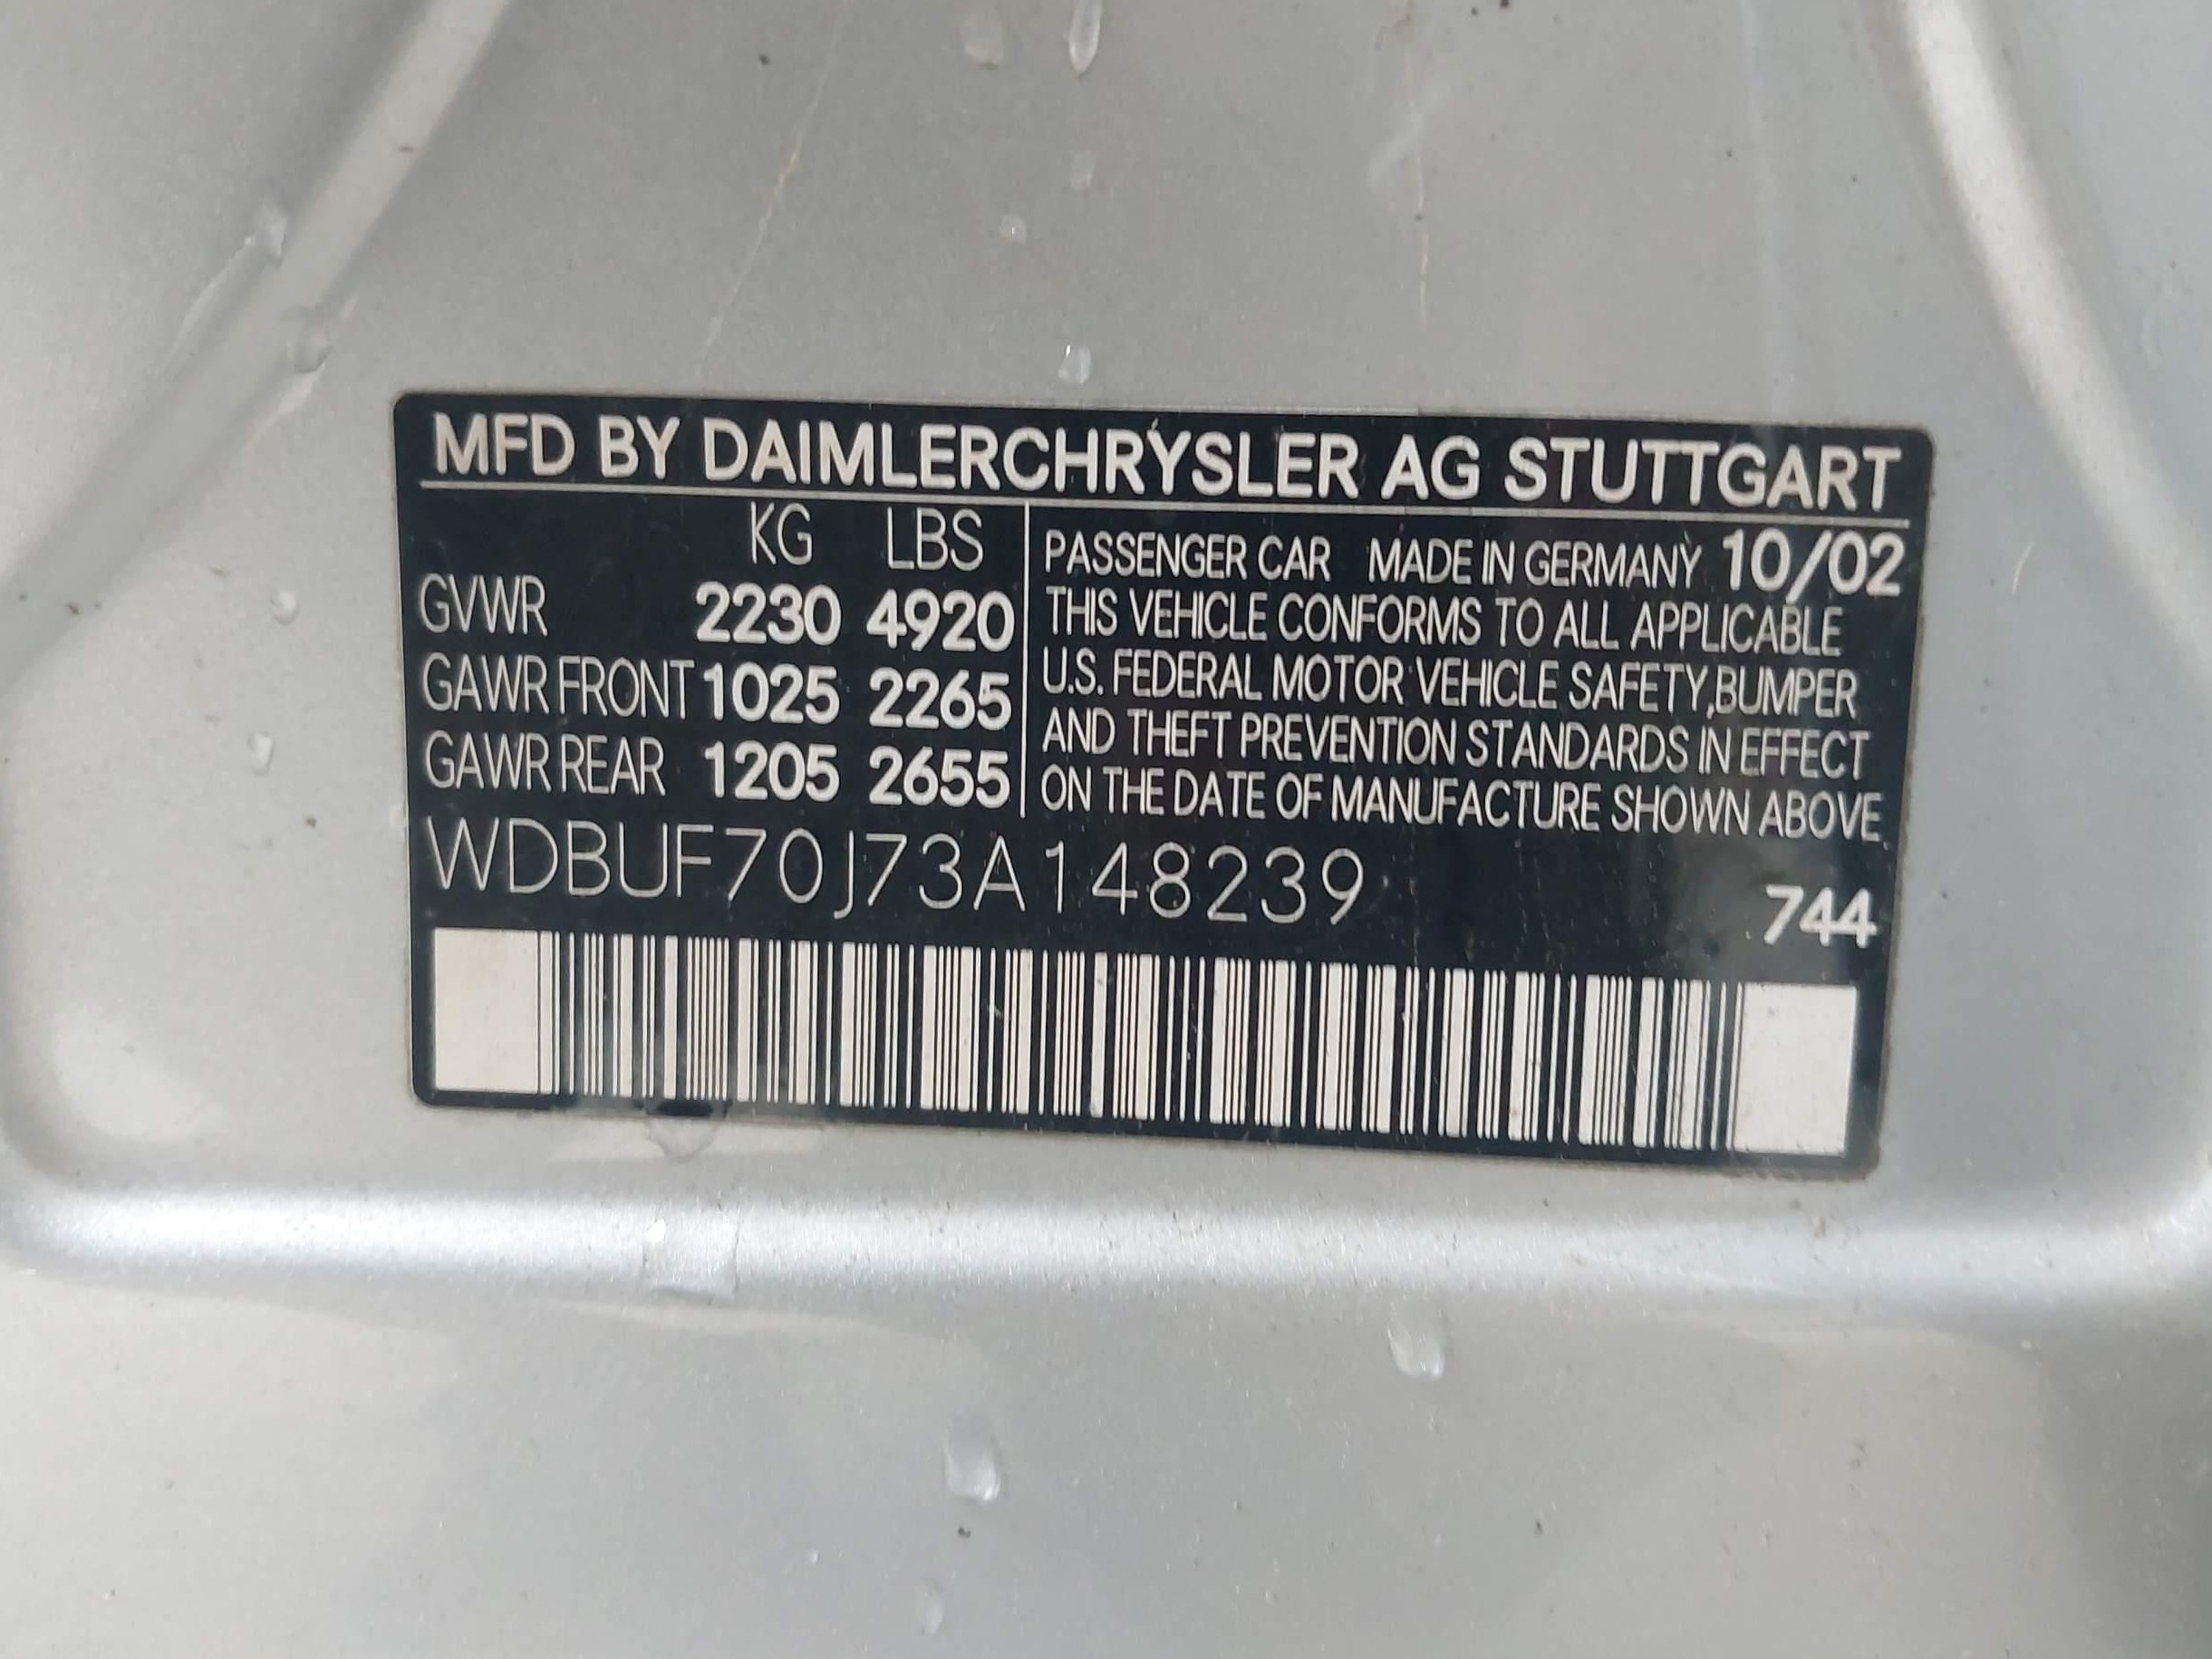 MFD BY DAIMLERCHRYSLER AG STUTTGART
KG LBS
GVWR 2230 4920
GAWR FRONT 1025 2265
GAWR REAR 1205 2655
PASSENGER CAR MADE IN GERMANY 10/02
THIS VEHICLE CONFORMS TO ALL APPLICABLE
U.S. FEDERAL MOTOR VEHICLE SAFETY,BUMPER
AND THEFT PREVENTION STANDARDS IN EFFECT
ON THE DATE OF MANUFACTURE SHOWN ABOVE.
WDBUF70J73A148239
744